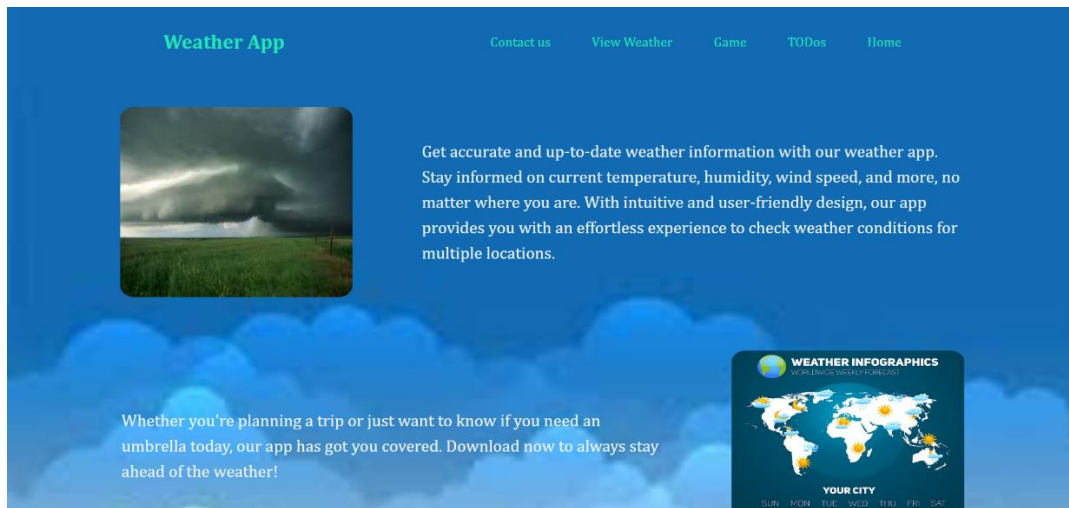 Weather App
Contact us View Weather Game TODos Home
Get accurate and up-to-date weather information with our weather app.
Stay informed on current temperature, humidity, wind speed, and more, no
matter where you are. With intuitive and user-friendly design, our app
provides you with an effortless experience to check weather conditions for
multiple locations.
WEATHER INFOGRAPHICS
WORLDWIDE WEEKLY FORECAST
Whether you're planning a trip or just want to know if you need an
umbrella today, our app has got you covered. Download now to always stay
ahead of the weather!
YOUR CITY
SUN MON TUE WED THU FRI SAT